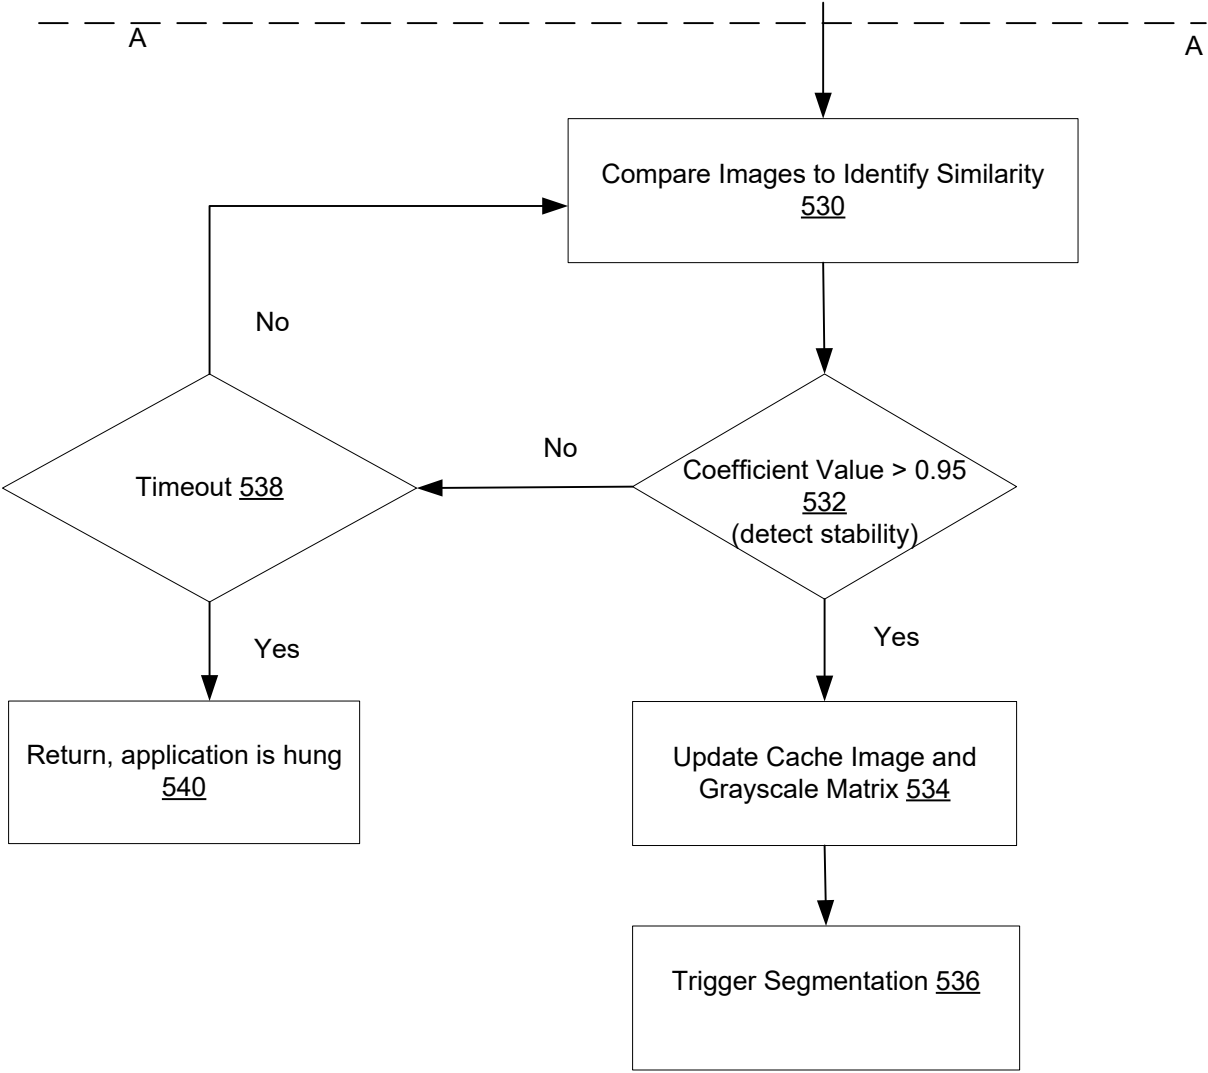 A
A
Compare Images to Identify Similarity
530
No
No
Coefficient Value > 0.95
532
(detect stability)
Timeout 538
Yes
Yes
Return, application is hung
540
Update Cache Image and
Grayscale Matrix 534
Trigger Segmentation 536